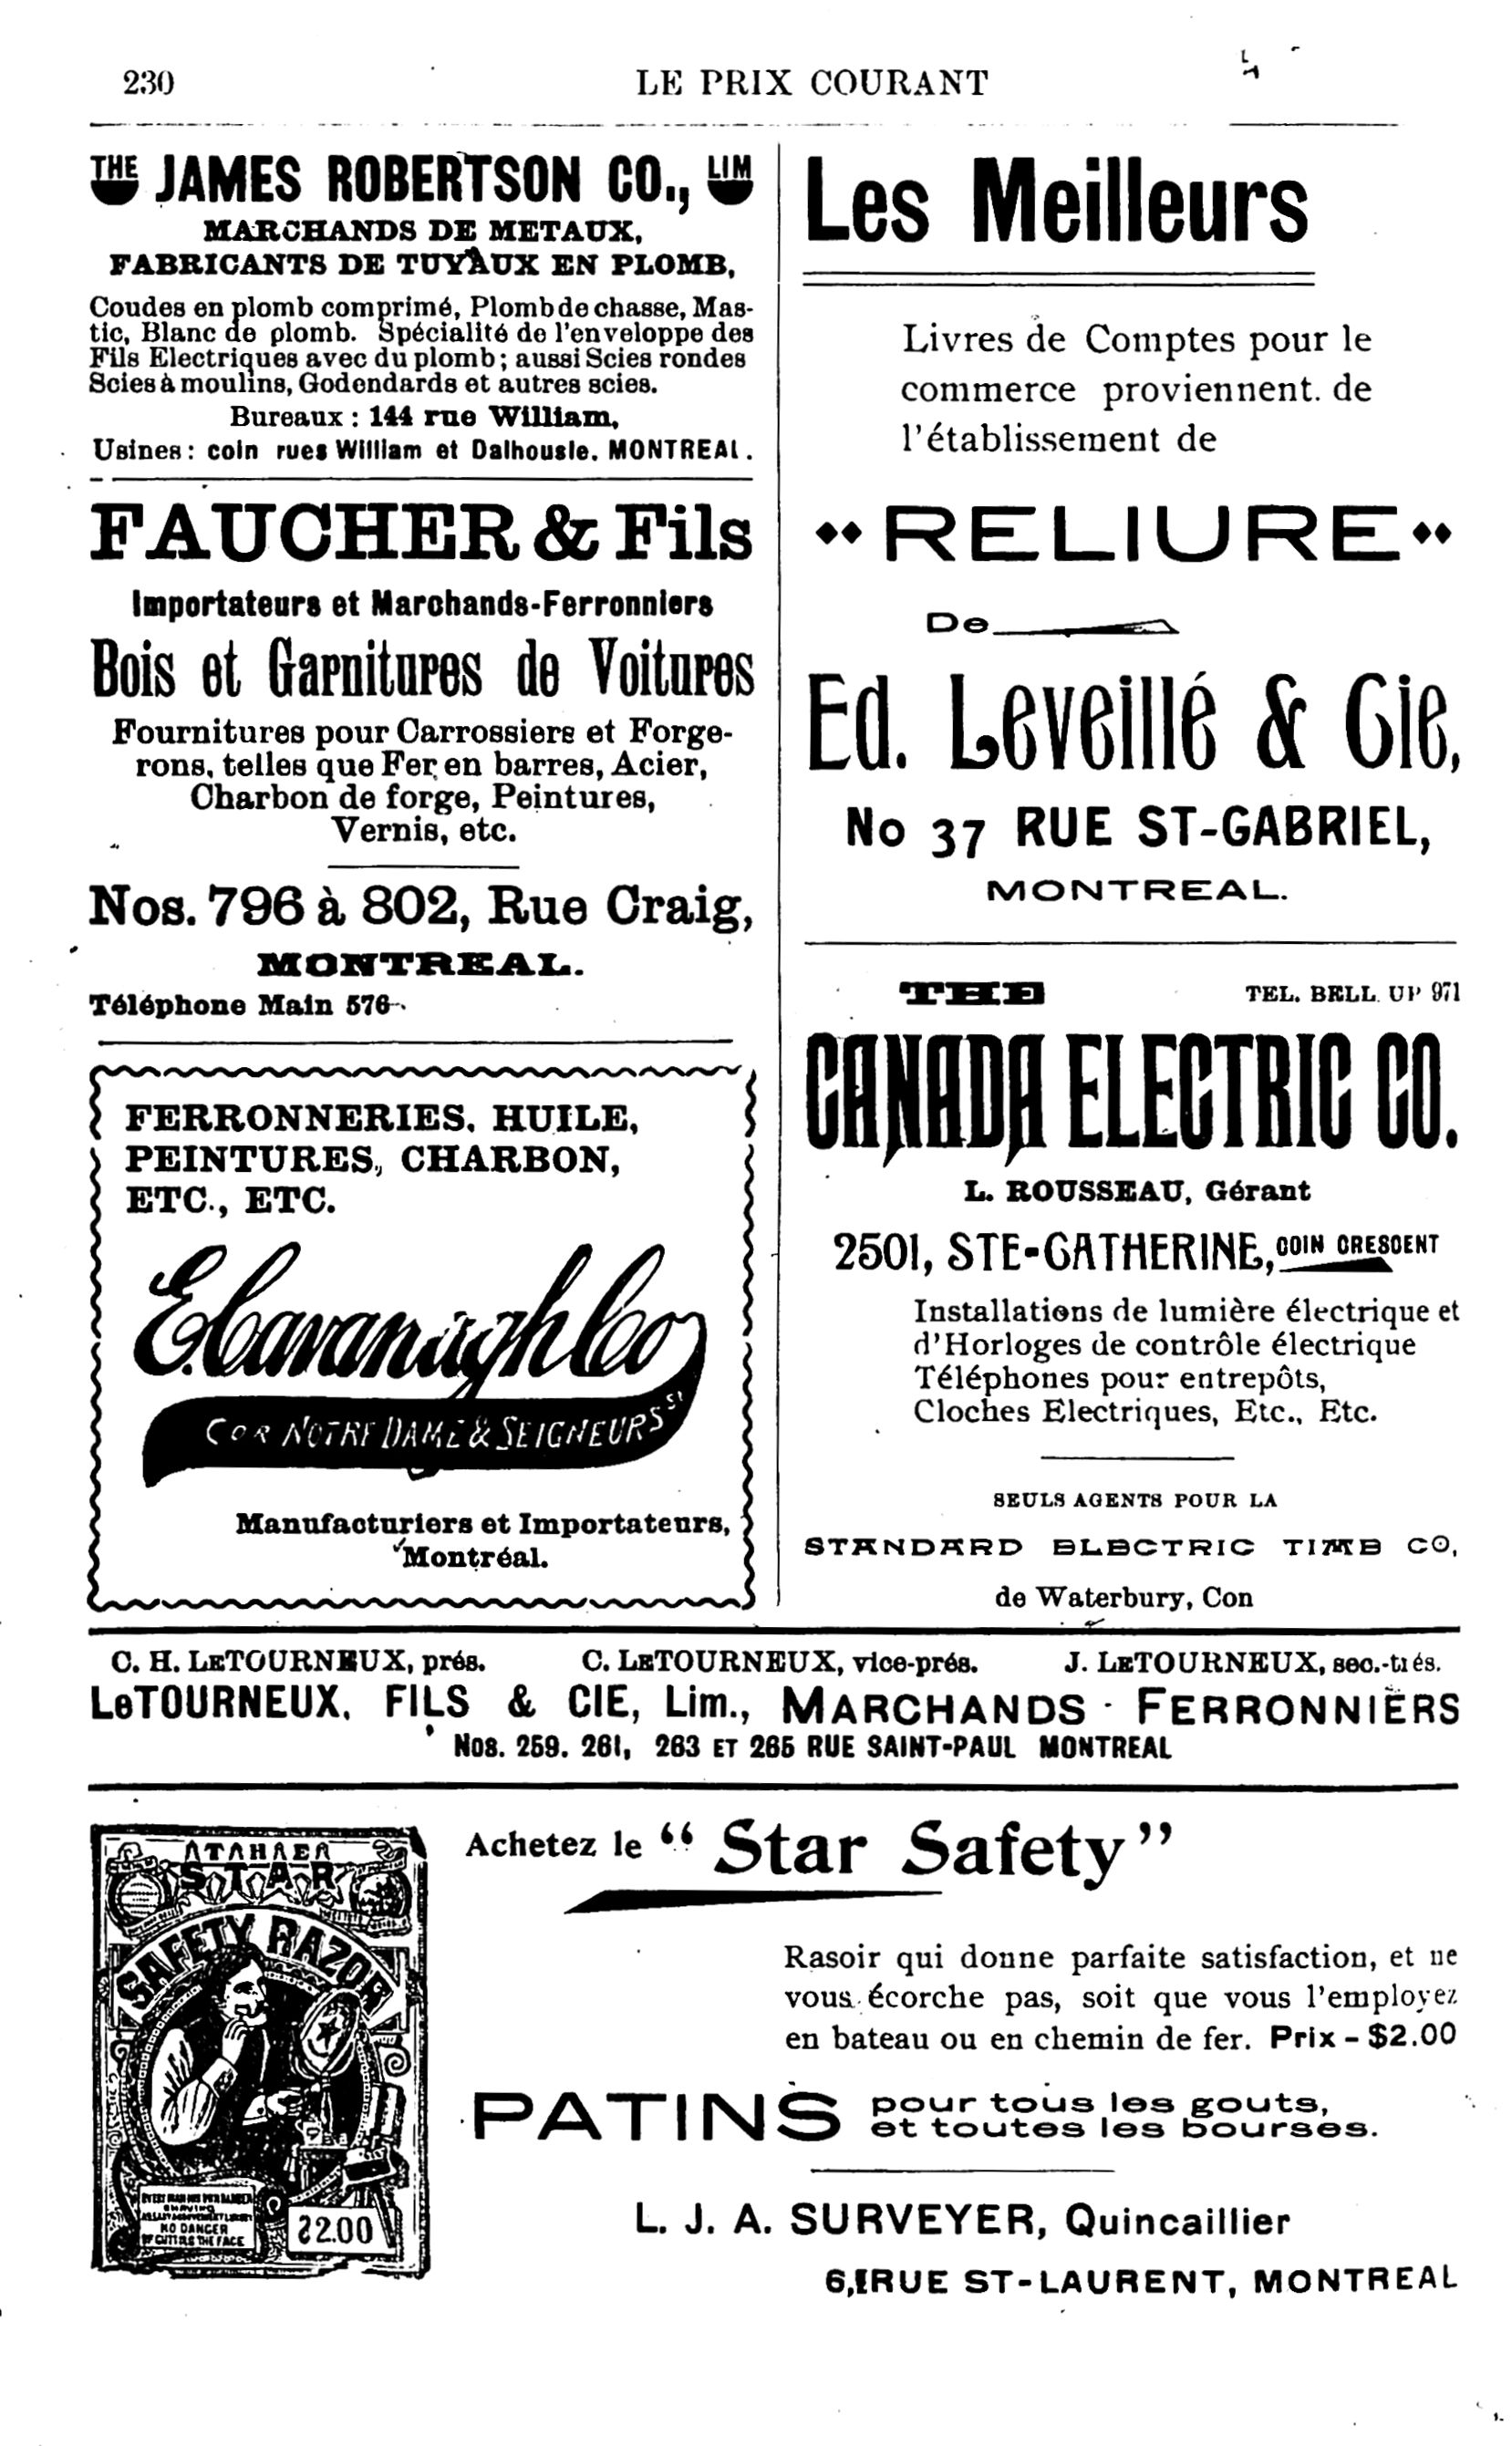 230
LE PRIX COURANT
THE JAMES ROBERTSON CO., LIM
MARCHANDS DE METAUX,
FABRICANTS DE TUYAUX EN PLOMB,
Coudes en plomb comprimé, Plomb de chasse, Mas-
tic, Blanc de plomb. Spécialité de l'enveloppe des
Fils Electriques avec du plomb; aussi Scies rondes
Scies à moulins, Godendards et autres scies.
Bureaux : 144 rue William,
Usines: coin rues William et Dalhousie. MONTREAL.
FAUCHER & Fils
Importateurs et Marchands-Ferronniers
Bois et Garnitures de Voitures
Fournitures pour Carrossiers et Forge-
rons, telles que Fer en barres, Acier,
Charbon de forge, Peintures,
Vernis, etc.
Nos. 796 à 802, Rue Craig,
MONTREAL.
Téléphone Main 576
FERRONNERIES, HUILE,
PEINTURES, CHARBON,
ETC., ETC.
E. Cavanagh Co
COR NOTRE DAME & SEIGNEURS ST
Manufacturiers et Importateurs,
Montréal.
Les Meilleurs
Livres de Comptes pour le
commerce proviennent. de
l'établissement de
RELIURE
De
Ed. Leveillé & Cie,
No 37 RUE ST-GABRIEL,
MONTREAL.
THE
TEL. BELL UP 971
CANADA ELECTRIC CO.
L. ROUSSEAU, Gérant
2501, STE-CATHERINE, COIN CRESCENT
Installations de lumière électrique et
d'Horloges de contrôle électrique
Téléphones pour entrepôts,
Cloches Electriques, Etc., Etc.
SEULS AGENTS POUR LA
STANDARD ELECTRIC TIME CO,
de Waterbury, Con
C. H. LETOURNEUX, prés. C. LETOURNEUX, vice-prés. J. LETOURNEUX, sec.-trés.
LeTOURNEUX, FILS & CIE, Lim., MARCHANDS - FERRONNIERS
Nos. 259. 261, 263 ET 265 RUE SAINT-PAUL MONTREAL
STAR
SAFETY RAZOR
NO DANGER
OF CUTTING THE FACE
$2.00
Achetez le “Star Safety”
Rasoir qui donne parfaite satisfaction, et ne
vous écorche pas, soit que vous l'employez
en bateau ou en chemin de fer. Prix - $2.00
PATINS pour tous les gouts,
et toutes les bourses.
L. J. A. SURVEYER, Quincaillier
6, RUE ST-LAURENT, MONTREAL